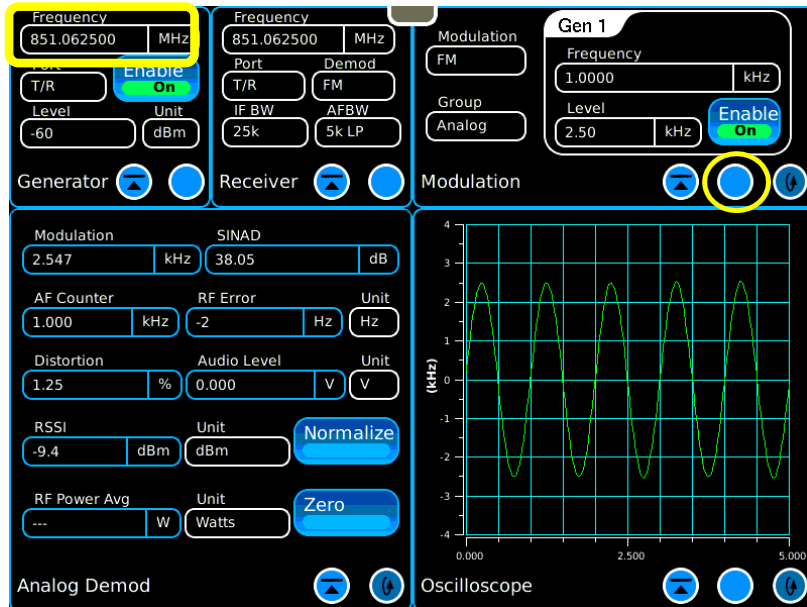 Frequency
851.062500 MHz
Port
Enable
T/R
On
Level Unit
-60 dBm
Generator
Frequency
851.062500 MHz
Port Demod
T/R FM
IF BW AFBW
25k 5k LP
Receiver
Modulation
FM
Group
Analog
Gen 1
Frequency
1.0000 kHz
Level
Enable
2.50 kHz
On
Modulation
Modulation SINAD
2.547 kHz 38.05 dB
AF Counter RF Error Unit
1.000 kHz -2 Hz Hz
Distortion Audio Level Unit
1.25 % 0.000 V V
RSSI Unit
Normalize
-9.4 dBm dBm
RF Power Avg Unit
Zero
--- W Watts
Analog Demod
4
3
2
1
0
-1
-2
-3
-4
(kHz)
0.000 2.500 5.000
Oscilloscope